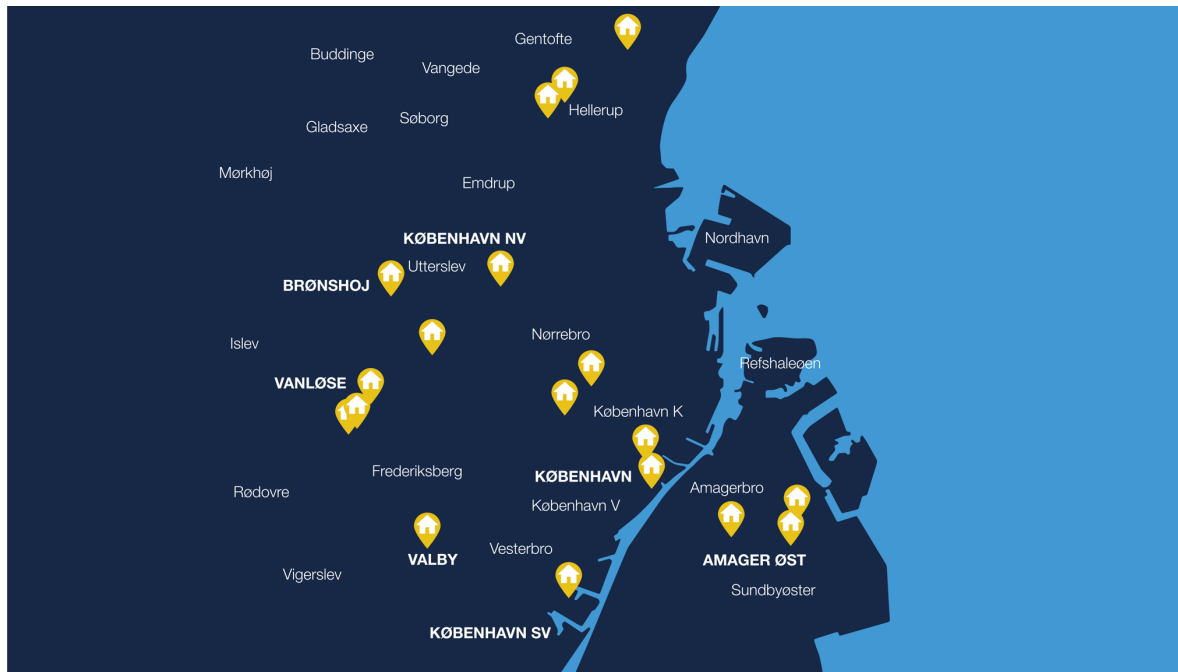 Gentofte
Buddinge
Vangede
Hellerup
Søborg
Gladsaxe
Mørkhøj
Emdrup
KØBENHAVN NV
Nordhavn
Utterslev
BRØNSHOJ
Nørrebro
Islev
Refshaleøen
VANLØSE
København K
Frederiksberg
KØBENHAVN
Amagerbro
Rødovre
København V
Vesterbro
VALBY
AMAGER ØST
Vigerslev
Sundbyøster
KØBENHAVN SV